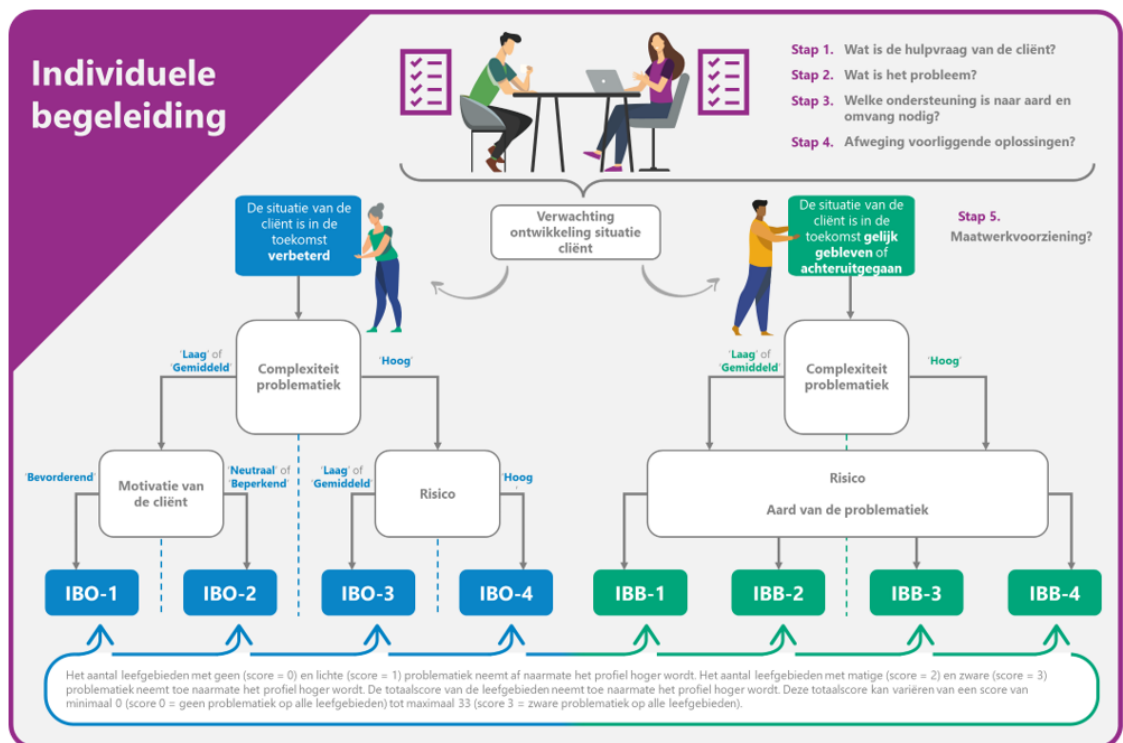 Individuele
begeleiding
Stap 1. Wat is de hulpvraag van de cliënt?
Stap 2. Wat is het probleem?
Stap 3. Welke ondersteuning is naar aard en
omvang nodig?
Stap 4. Afweging voorliggende oplossingen?
De situatie van de
cliënt is in de
toekomst
verbeterd
Verwachting
ontwikkeling situatie
cliënt
De situatie van de
cliënt is in de
toekomst gelijk
gebleven of
achteruitgegaan
Stap 5.
Maatwerkvoorziening?
'Laag' of
'Gemiddeld'
Complexiteit
problematiek
'Hoog'
'Laag' of
'Gemiddeld'
Complexiteit
problematiek
'Hoog'
'Bevorderend'
Motivatie van
de cliënt
'Neutraal' of
'Beperkend'
'Laag' of
'Gemiddeld'
Risico
'Hoog
'
Risico
Aard van de problematiek
IBO-1
IBO-2
IBO-3
IBO-4
IBB-1
IBB-2
IBB-3
IBB-4
Het aantal leefgebieden met geen (score = 0) en lichte (score = 1) problematiek neemt af naarmate het profiel hoger wordt. Het aantal leefgebieden met matige (score = 2) en zware (score = 3)
problematiek neemt toe naarmate het profiel hoger wordt. De totaalscore van de leefgebieden neemt toe naarmate het profiel hoger wordt. Deze totaalscore kan variëren van een score van
minimaal 0 (score 0 = geen problematiek op alle leefgebieden) tot maximaal 33 (score 3 = zware problematiek op alle leefgebieden).